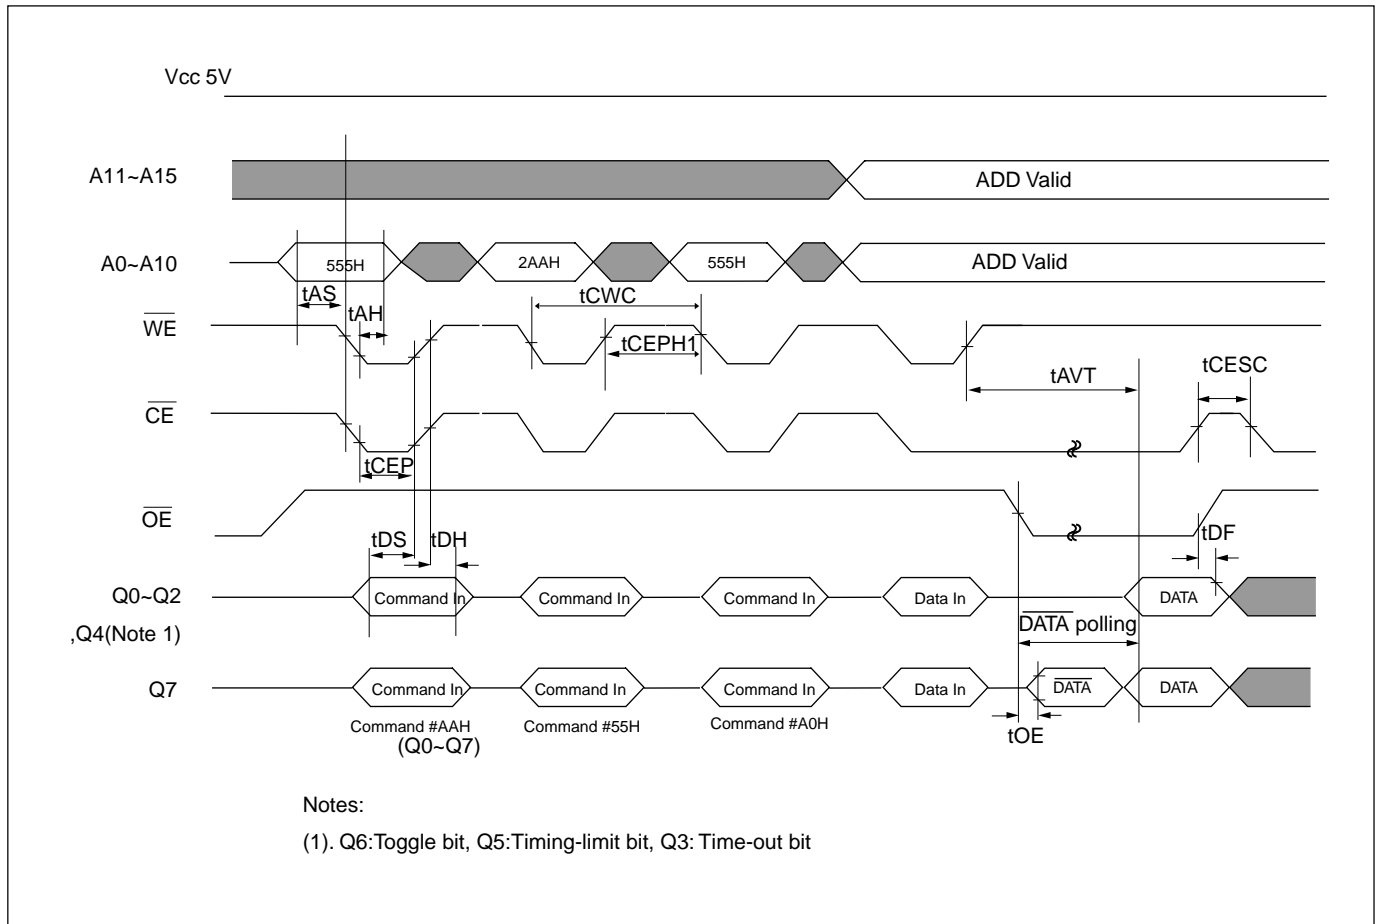 Vcc 5V
A11~A15
ADD Valid
A0~A10
555H
2AAH
555H
ADD Valid
tAS
tAH
tCWC
WE
tCEPH1
tAVT
tCESC
CE
tCEP
OE
tDS
tDH
tDF
Q0~Q2
,Q4(Note 1)
Command In
Command In
Command In
Data In
DATA
DATA polling
Q7
Command In
Command In
Command In
Data In
DATA
DATA
Command #AAH
Command #55H
Command #A0H
(Q0~Q7)
tOE
Notes:
(1). Q6:Toggle bit, Q5:Timing-limit bit, Q3: Time-out bit